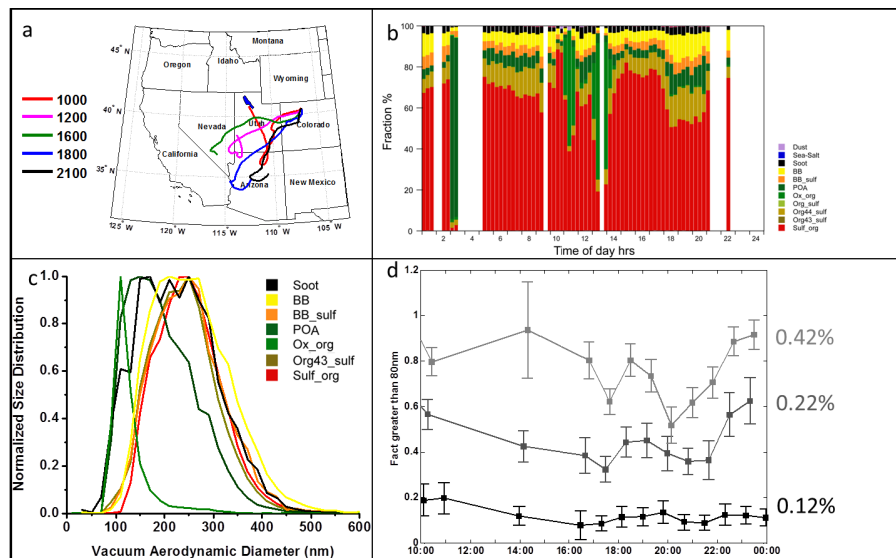 a
45°N
40°N
35°N
125°W
120°W
115°W
110°W
105°W
Montana
Oregon
Idaho
Wyoming
Nevada
Utah
Colorado
California
Arizona
New Mexico
1000
1200
1600
1800
2100
b
Fraction %
100
80
60
40
20
0
0 2 4 6 8 10 12 14 16 18 20 22 24
Time of day hrs
Dust
Sea-Salt
Soot
BB
BB_sulf
POA
Ox_org
Org_sulf
Org44_sulf
Org43_sulf
Sulf_org
c
Normalized Size Distribution
1.0
0.8
0.6
0.4
0.2
0.0
0 100 200 300 400 500 600
Vacuum Aerodynamic Diameter (nm)
Soot
BB
BB_sulf
POA
Ox_org
Org43_sulf
Sulf_org
d
Fact greater than 80nm
1.2
1
0.8
0.6
0.4
0.2
0
10:00 12:00 14:00 16:00 18:00 20:00 22:00 00:00
0.42%
0.22%
0.12%